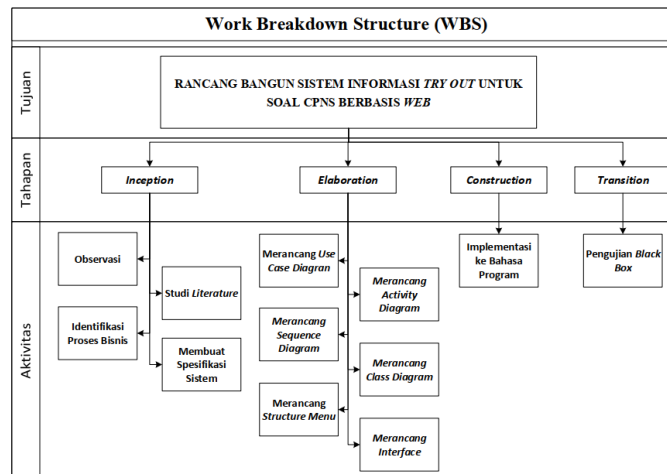 Work Breakdown Structure (WBS)
Tujuan
RANCANG BANGUN SISTEM INFORMASI TRY OUT UNTUK
SOAL CPNS BERBASIS WEB
Tahapan
Inception
Elaboration
Construction
Transition
Aktivitas
Observasi
Studi Literature
Identifikasi
Proses Bisnis
Membuat
Spesifikasi
Sistem
Merancang Use
Case Diagran
Merancang
Activity
Diagram
Merancang
Sequence
Diagram
Merancang
Class Diagram
Merancang
Structure Menu
Merancang
Interface
Implementasi
ke Bahasa
Program
Pengujian Black
Box